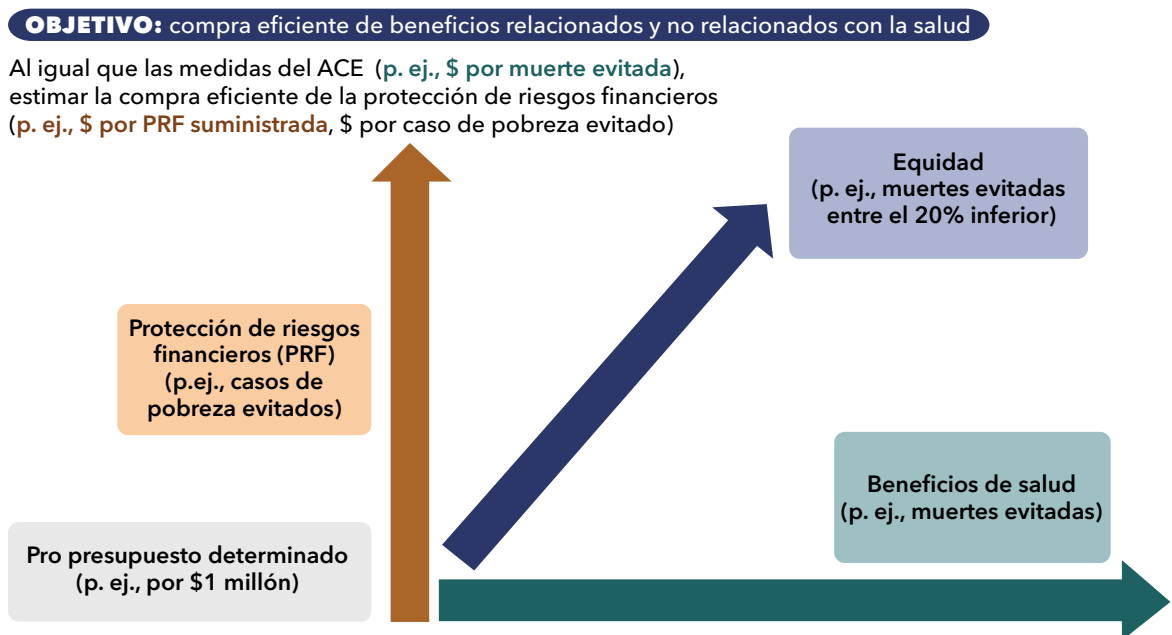 OBJETIVO: compra eficiente de beneficios relacionados y no relacionados con la salud
Al igual que las medidas del ACE (p. ej., $ por muerte evitada),
estimar la compra eficiente de la protección de riesgos financieros
(p. ej., $ por PRF suministrada, $ por caso de pobreza evitado)
Equidad
(p. ej., muertes evitadas
entre el 20% inferior)
Protección de riesgos
financieros (PRF)
(p.ej., casos de
pobreza evitados)
Beneficios de salud
(p. ej., muertes evitadas)
Pro presupuesto determinado
(p. ej., por $1 millón)